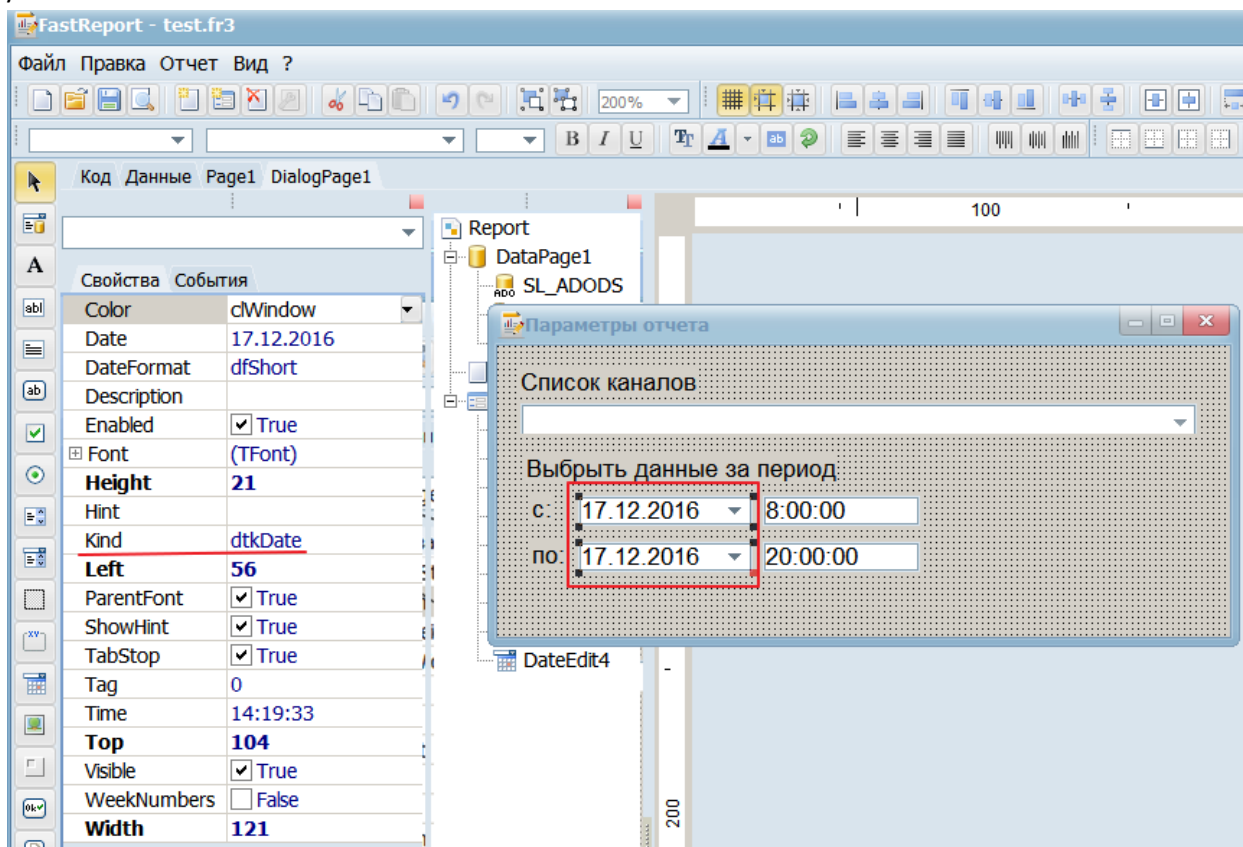 FastReport - test.fr3
Файл Правка Отчет Вид ?
200%
B I U
Код Данные Page1 DialogPage1
100
Report
DataPage1
SL_ADODS
Свойства События
Color clWindow
Date 17.12.2016
DateFormat dfShort
Description
Enabled True
Font (TFont)
Height 21
Hint
Kind dtkDate
Left 56
ParentFont True
ShowHint True
TabStop True
Tag 0
Time 14:19:33
Top 104
Visible True
WeekNumbers False
Width 121
Параметры отчета
Список каналов
Выбрыть данные за период
с: 17.12.2016 8:00:00
по: 17.12.2016 20:00:00
DateEdit4
200